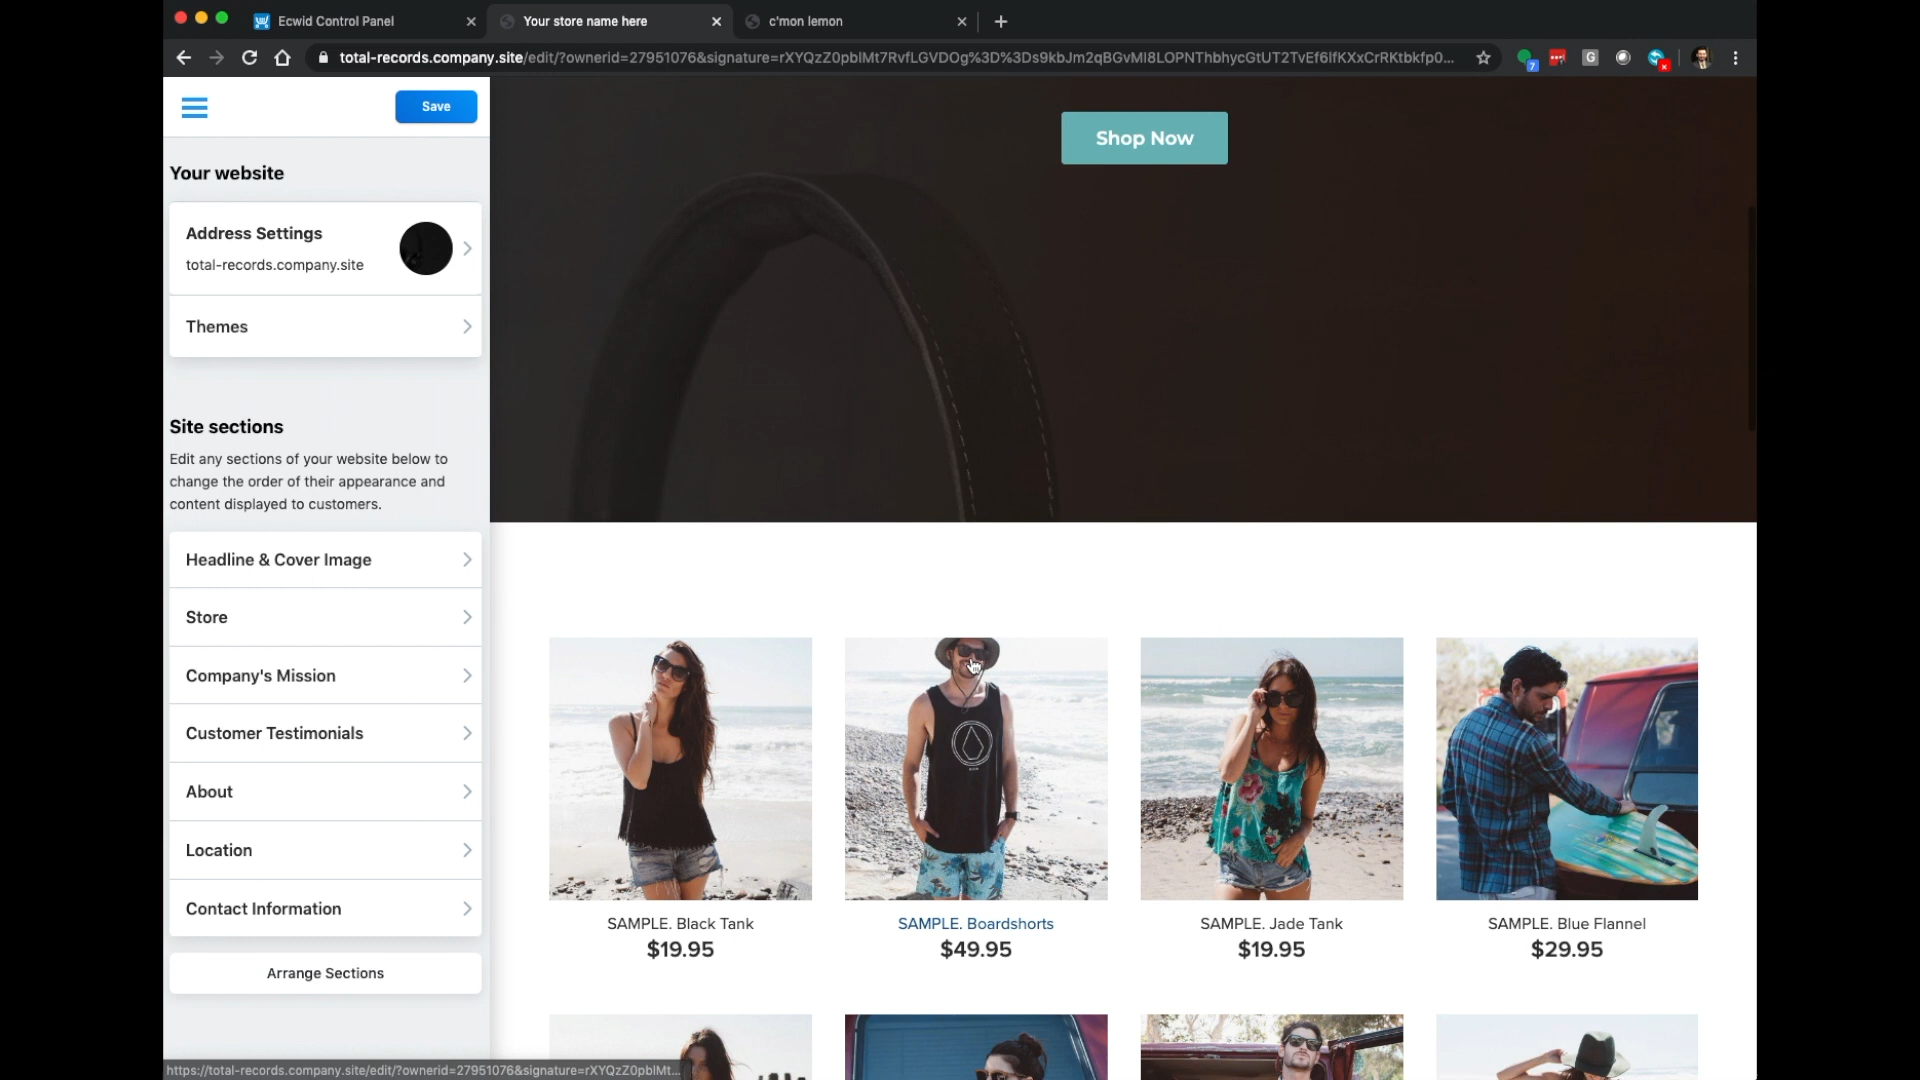 Ecwid Control Panel
Your store name here
c'mon lemon
total-records.company.site/edit/?ownerid=27951076&signature=rXYQzZ0pblMt7RvfLGVDOg%3D%3Ds9kbJm2qBGvMI8LOPNThbhycGtUT2TvEf6lfKXxCrRKtbkfp0...
G
7
Save
Shop Now
Your website
Address Settings
total-records.company.site
Themes
Site sections
Edit any sections of your website below to
change the order of their appearance and
content displayed to customers.
Headline & Cover Image
Store
Company's Mission
Customer Testimonials
About
Location
Contact Information
Arrange Sections
SAMPLE. Black Tank
$19.95
SAMPLE. Boardshorts
$49.95
SAMPLE. Jade Tank
$19.95
SAMPLE. Blue Flannel
$29.95
https://total-records.company.site/edit/?ownerid=27951076&signature=rXYQzZ0pblMt...